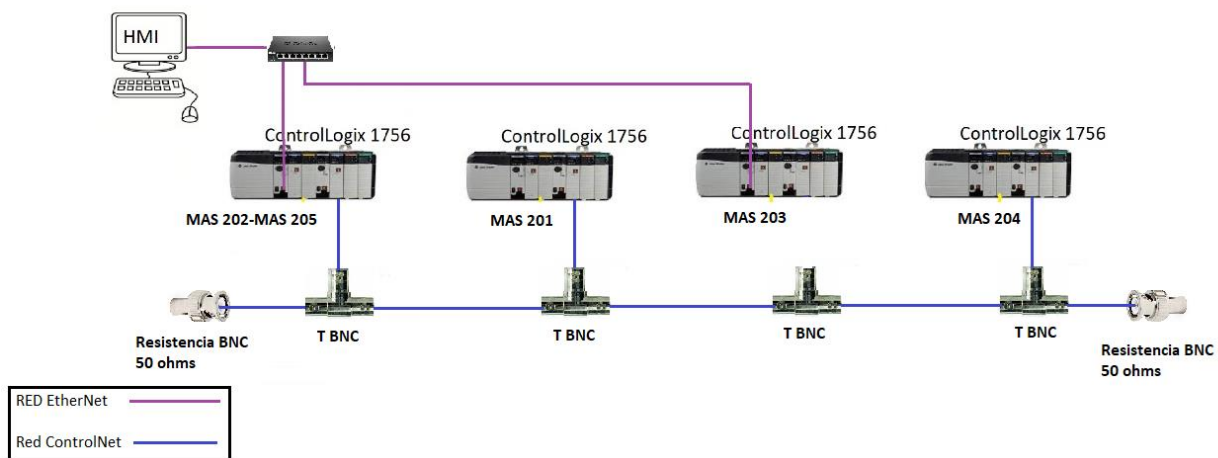 HMI
ControlLogix 1756
ControlLogix 1756
ControlLogix 1756
ControlLogix 1756
MAS 202-MAS 205
MAS 201
MAS 203
MAS 204
Resistencia BNC
50 ohms
T BNC
T BNC
T BNC
T BNC
Resistencia BNC
50 ohms
RED EtherNet
Red ControlNet